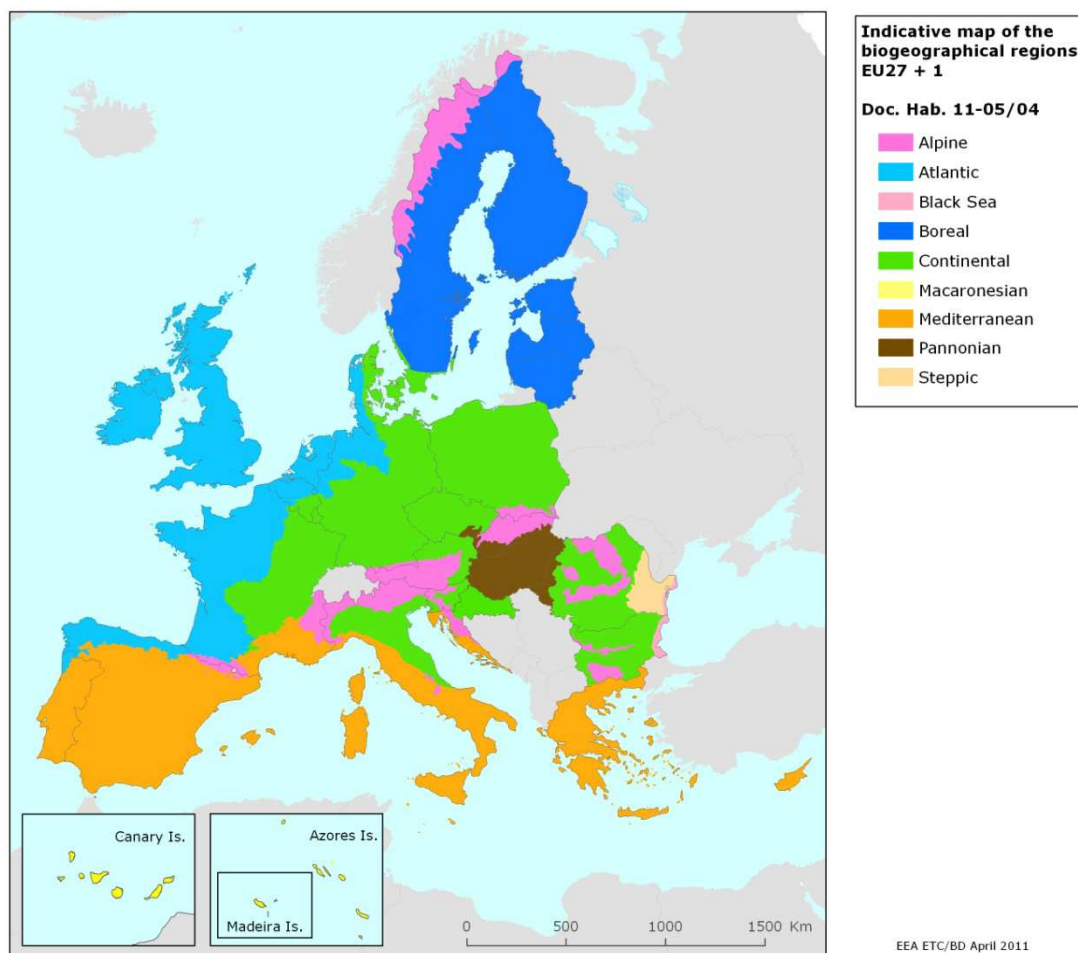 Indicative map of the
biogeographical regions
EU27 + 1
Doc. Hab. 11-05/04
Alpine
Atlantic
Black Sea
Boreal
Continental
Macaronesian
Mediterranean
Pannonian
Steppic
Canary Is.
Azores Is.
Madeira Is.
0 500 1000 1500 Km
EEA ETC/BD April 2011